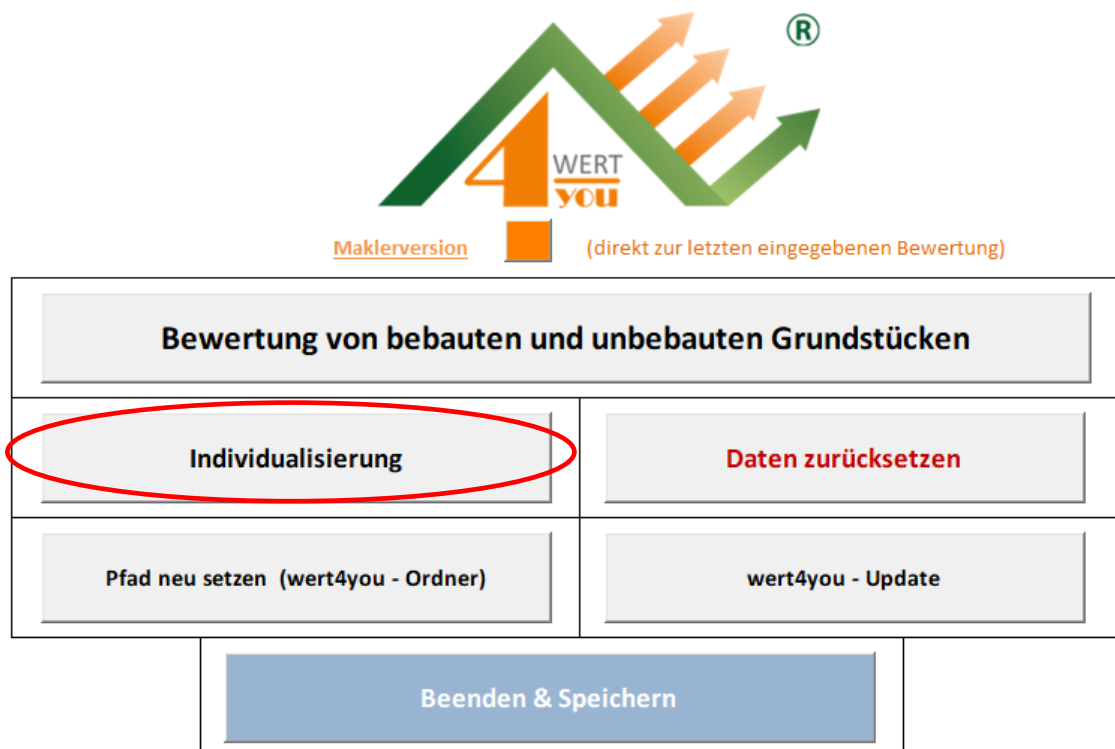 ®
4 WERT
you
Maklerversion (direkt zur letzten eingegebenen Bewertung)
Bewertung von bebauten und unbebauten Grundstücken
Individualisierung Daten zurücksetzen
Pfad neu setzen (wert4you - Ordner) wert4you - Update
Beenden & Speichern